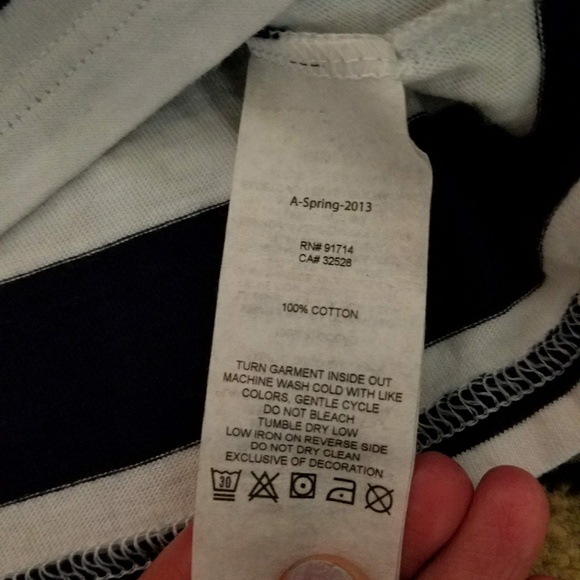 A-Spring-2013
RN# 91714
CA# 32528
100% COTTON
TURN GARMENT INSIDE OUT
MACHINE WASH COLD WITH LIKE
COLORS, GENTLE CYCLE
DO NOT BLEACH
TUMBLE DRY LOW
LOW IRON ON REVERSE SIDE
DO NOT DRY CLEAN
EXCLUSIVE OF DECORATION
30